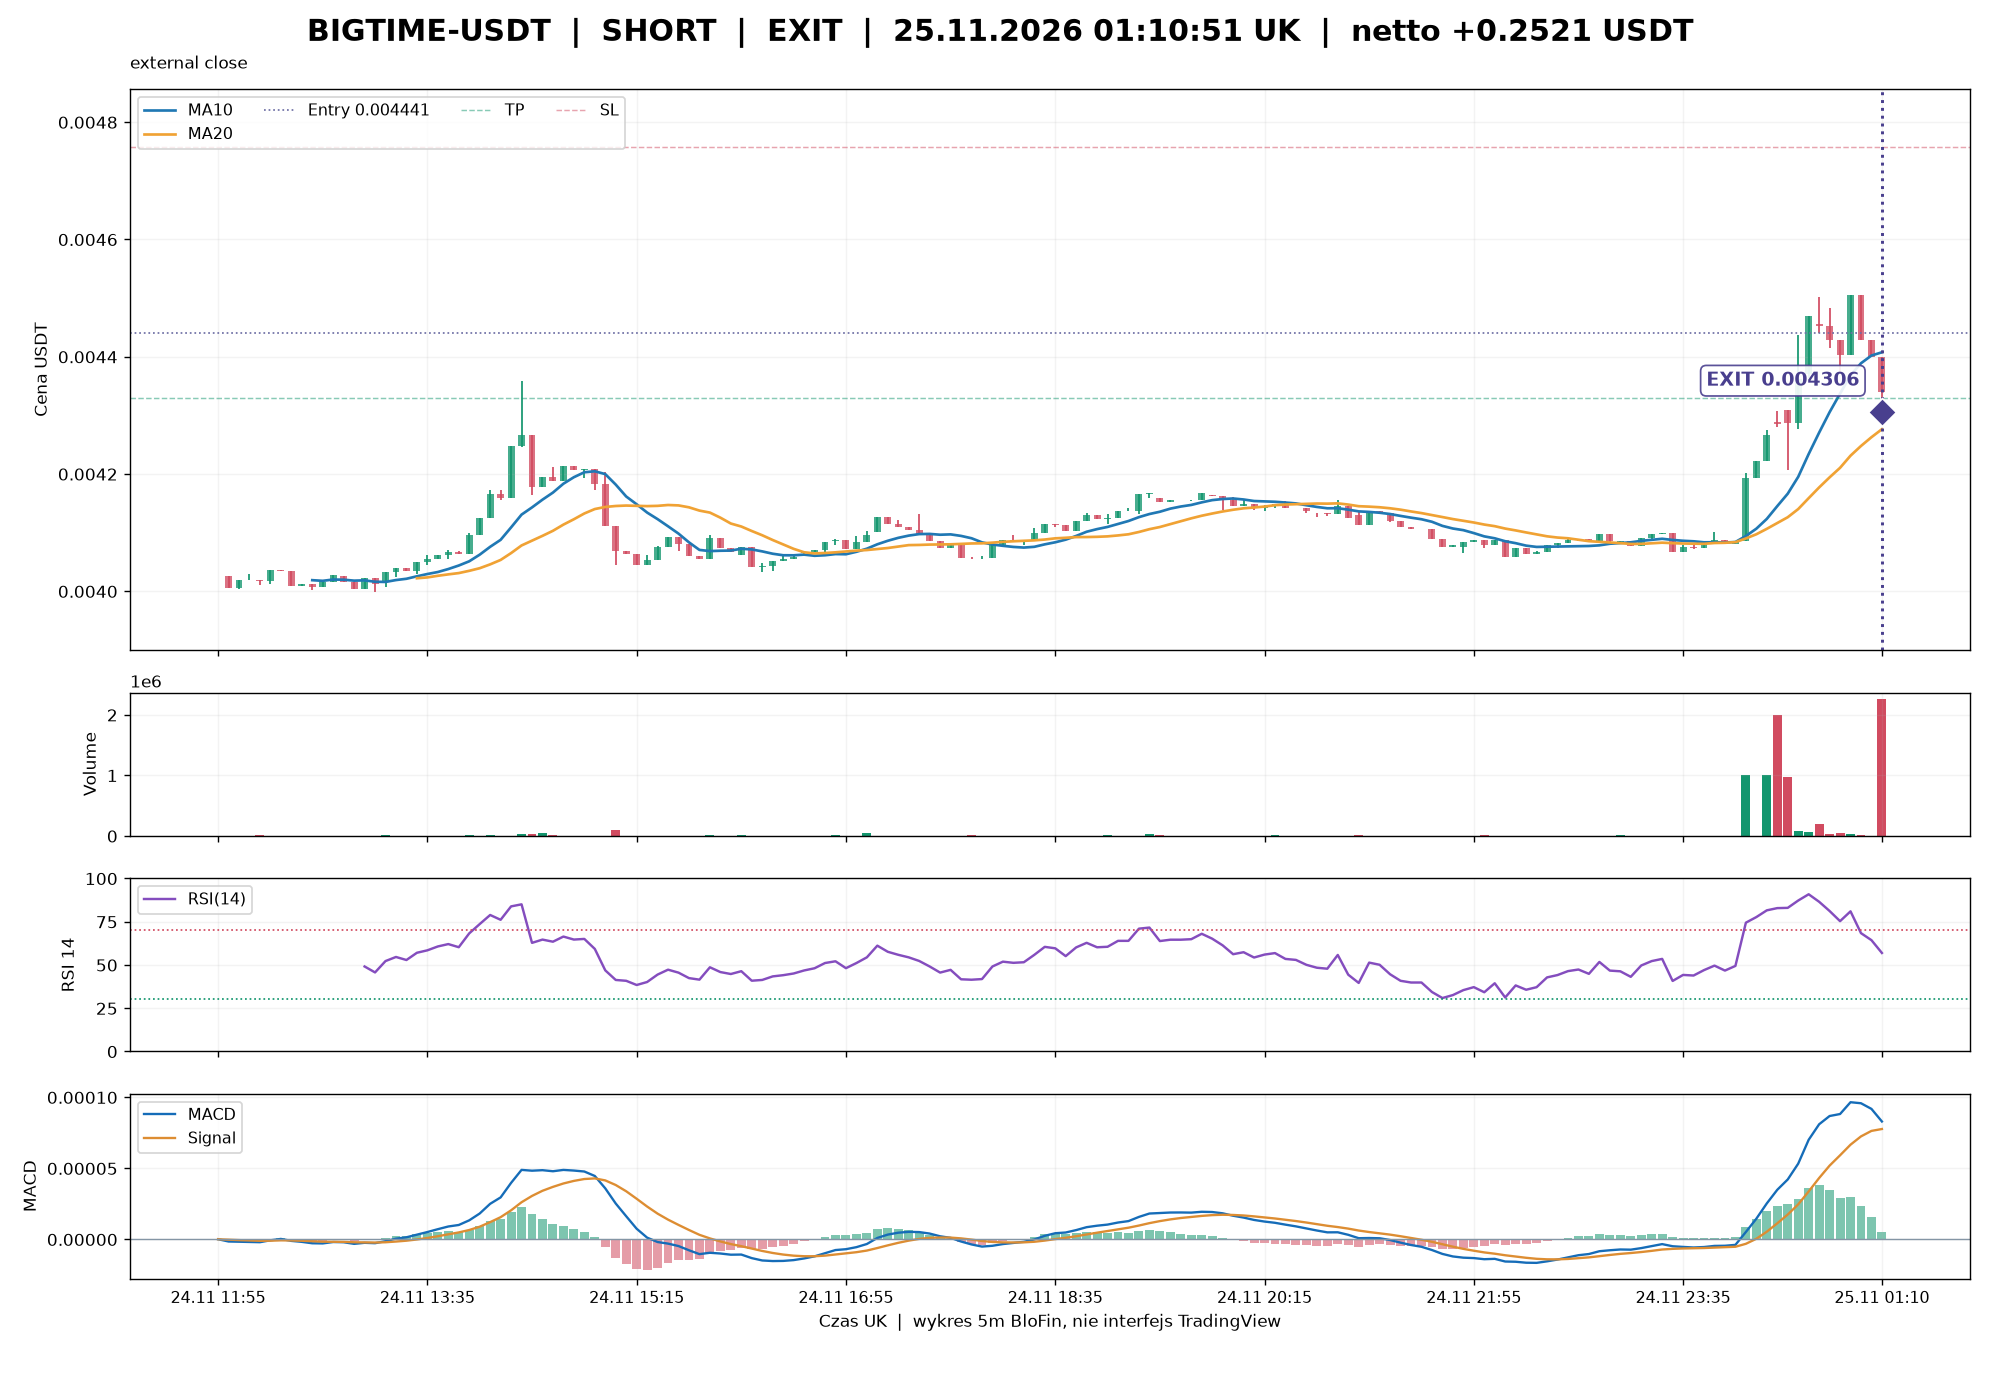 BIGTIME-USDT | SHORT | EXIT | 25.11.2026 01:10:51 UK | netto +0.2521 USDT
external close
MA10
MA20
Entry 0.004441
TP
SL
0.0048
0.0046
0.0044
0.0042
0.0040
Cena USDT
EXIT 0.004306
1e6
2
1
0
Volume
RSI(14)
100
75
50
25
0
RSI 14
MACD
Signal
0.00010
0.00005
0.00000
MACD
24.11 11:55
24.11 13:35
24.11 15:15
24.11 16:55
24.11 18:35
24.11 20:15
24.11 21:55
24.11 23:35
25.11 01:10
Czas UK | wykres 5m BloFin, nie interfejs TradingView